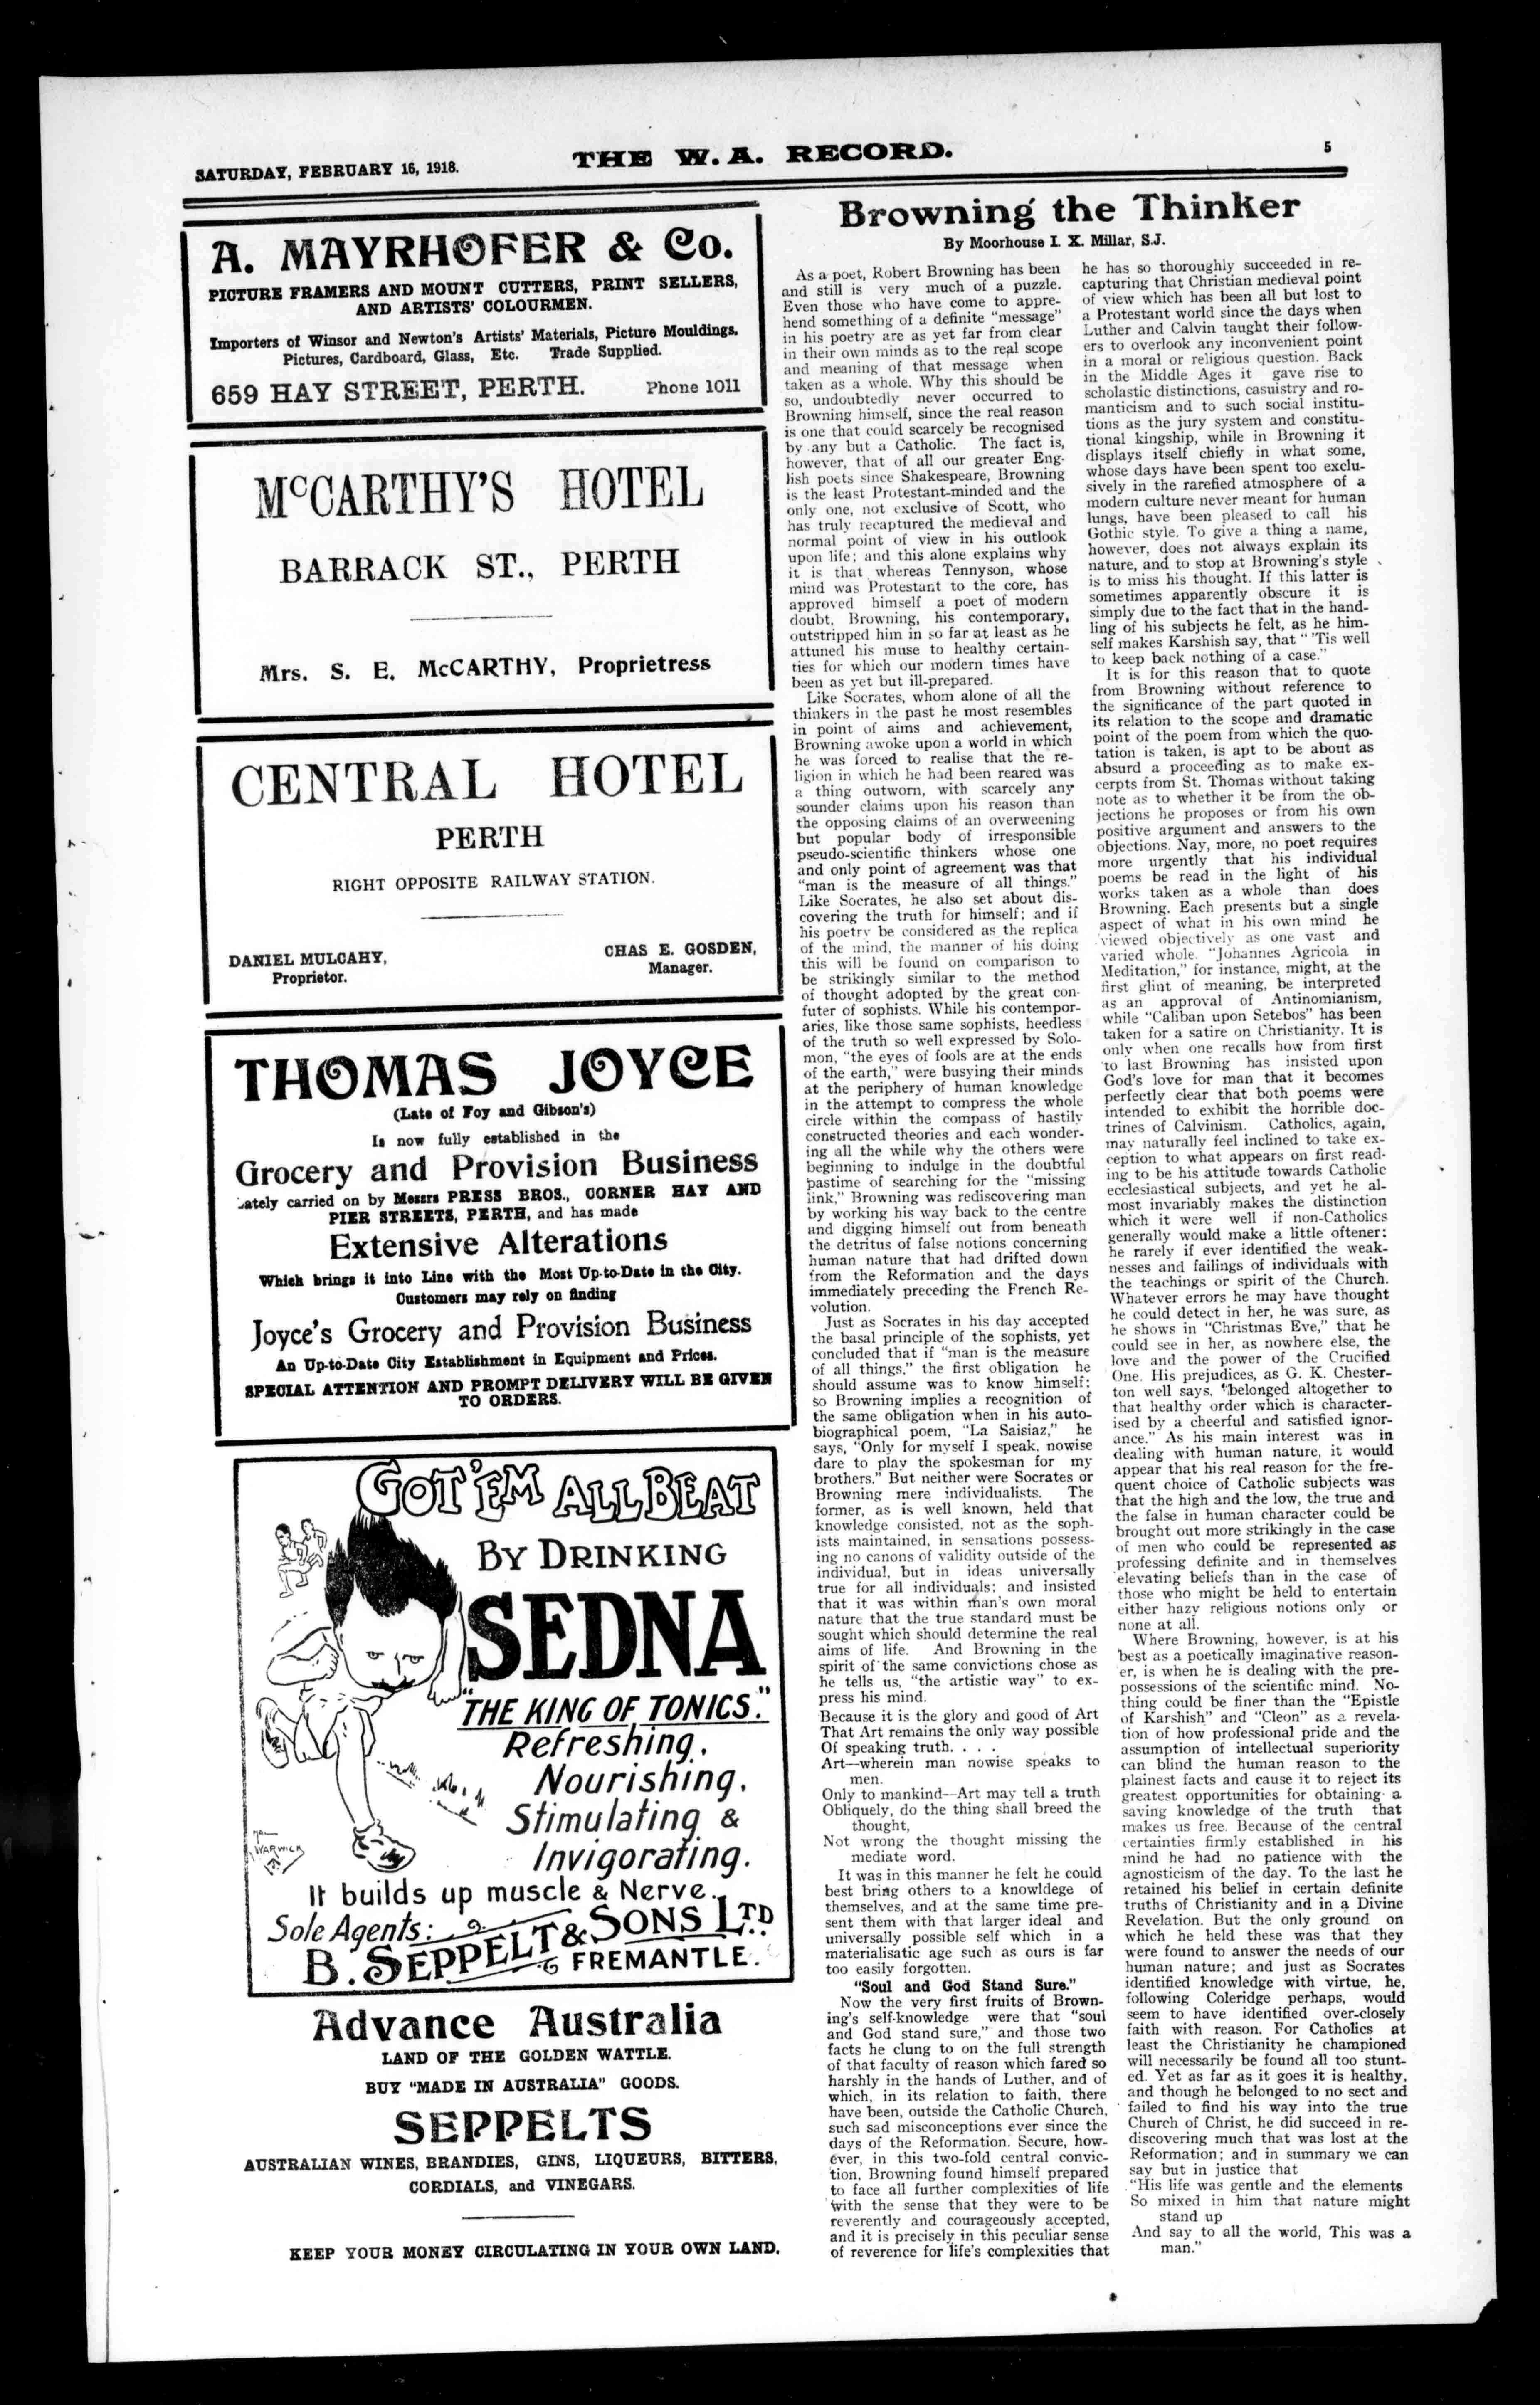 SATURDAY, FEBRUARY 16, 1918.
THE W. A. RECORD.
5
A. MAYRHOFER & Co.
PICTURE FRAMERS AND MOUNT CUTTERS, PRINT SELLERS,
AND ARTISTS' COLOURMEN.
Importers of Winsor and Newton's Artists' Materials, Picture Mouldings.
Pictures, Cardboard, Glass, Etc. Trade Supplied.
659 HAY STREET, PERTH. Phone 1011
McCARTHY'S HOTEL
BARRACK ST., PERTH
Mrs. S. E. McCARTHY, Proprietress
CENTRAL HOTEL
PERTH
RIGHT OPPOSITE RAILWAY STATION.
DANIEL MULCAHY,
Proprietor.
CHAS E. GOSDEN,
Manager.
THOMAS JOYCE
(Late of Foy and Gibson's)
Is now fully established in the
Grocery and Provision Business
Lately carried on by Messrs PRESS BROS., CORNER HAY AND
PIER STREETS, PERTH, and has made
Extensive Alterations
Which brings it into Line with the Most Up-to-Date in the City.
Customers may rely on finding
Joyce's Grocery and Provision Business
An Up-to-Date City Establishment in Equipment and Prices.
SPECIAL ATTENTION AND PROMPT DELIVERY WILL BE GIVEN
TO ORDERS.
GOT 'EM ALL BEAT
BY DRINKING
SEDNA
"THE KING OF TONICS."
Refreshing,
Nourishing,
Stimulating &
Invigorating.
WARWICK
It builds up muscle & Nerve.
Sole Agents:
B. SEPPELT & SONS LTD
FREMANTLE.
Advance Australia
LAND OF THE GOLDEN WATTLE.
BUY "MADE IN AUSTRALIA" GOODS.
SEPPELTS
AUSTRALIAN WINES, BRANDIES, GINS, LIQUEURS, BITTERS,
CORDIALS, and VINEGARS.
KEEP YOUR MONEY CIRCULATING IN YOUR OWN LAND.
Browning the Thinker
By Moorhouse I. X. Millar, S.J.
As a poet, Robert Browning has been
and still is very much of a puzzle.
Even those who have come to appre-
hend something of a definite "message"
in his poetry are as yet far from clear
in their own minds as to the real scope
and meaning of that message when
taken as a whole. Why this should be
so, undoubtedly never occurred to
Browning himself, since the real reason
is one that could scarcely be recognised
by any but a Catholic. The fact is,
however, that of all our greater Eng-
lish poets since Shakespeare, Browning
is the least Protestant-minded and the
only one, not exclusive of Scott, who
has truly recaptured the medieval and
normal point of view in his outlook
upon life; and this alone explains why
it is that whereas Tennyson, whose
mind was Protestant to the core, has
approved himself a poet of modern
doubt, Browning, his contemporary,
outstripped him in so far at least as he
attuned his muse to healthy certain-
ties for which our modern times have
been as yet but ill-prepared.
Like Socrates, whom alone of all the
thinkers in the past he most resembles
in point of aims and achievement,
Browning awoke upon a world in which
he was forced to realise that the re-
ligion in which he had been reared was
a thing outworn, with scarcely any
sounder claims upon his reason than
the opposing claims of an overweening
but popular body of irresponsible
pseudo-scientific thinkers whose one
and only point of agreement was that
"man is the measure of all things."
Like Socrates, he also set about dis-
covering the truth for himself; and if
his poetry be considered as the replica
of the mind, the manner of his doing
this will be found on comparison to
be strikingly similar to the method
of thought adopted by the great con-
futer of sophists. While his contempor-
aries, like those same sophists, heedless
of the truth so well expressed by Solo-
mon, "the eyes of fools are at the ends
of the earth," were busying their minds
at the periphery of human knowledge
in the attempt to compress the whole
circle within the compass of hastily
constructed theories and each wonder-
ing all the while why the others were
beginning to indulge in the doubtful
pastime of searching for the "missing
link," Browning was rediscovering man
by working his way back to the centre
and digging himself out from beneath
the detritus of false notions concerning
human nature that had drifted down
from the Reformation and the days
immediately preceding the French Re-
volution.
Just as Socrates in his day accepted
the basal principle of the sophists, yet
concluded that if "man is the measure
of all things," the first obligation he
should assume was to know himself;
so Browning implies a recognition of
the same obligation when in his auto-
biographical poem, "La Saisiaz," he
says, "Only for myself I speak, nowise
dare to play the spokesman for my
brothers." But neither were Socrates or
Browning mere individualists. The
former, as is well known, held that
knowledge consisted, not as the soph-
ists maintained, in sensations possess-
ing no canons of validity outside of the
individual, but in ideas universally
true for all individuals; and insisted
that it was within man's own moral
nature that the true standard must be
sought which should determine the real
aims of life. And Browning in the
spirit of the same convictions chose as
he tells us, "the artistic way" to ex-
press his mind.
Because it is the glory and good of Art
That Art remains the only way possible
Of speaking truth. . . .
Art—wherein man nowise speaks to
men.
Only to mankind—Art may tell a truth
Obliquely, do the thing shall breed the
thought,
Not wrong the thought missing the
mediate word.
It was in this manner he felt he could
best bring others to a knowldege of
themselves, and at the same time pre-
sent them with that larger ideal and
universally possible self which in a
materialisatic age such as ours is far
too easily forgotten.
"Soul and God Stand Sure."
Now the very first fruits of Brown-
ing's self-knowledge were that "soul
and God stand sure," and those two
facts he clung to on the full strength
of that faculty of reason which fared so
harshly in the hands of Luther, and of
which, in its relation to faith, there
have been, outside the Catholic Church,
such sad misconceptions ever since the
days of the Reformation. Secure, how-
ever, in this two-fold central convic-
tion, Browning found himself prepared
to face all further complexities of life
with the sense that they were to be
reverently and courageously accepted,
and it is precisely in this peculiar sense
of reverence for life's complexities that
he has so thoroughly succeeded in re-
capturing that Christian medieval point
of view which has been all but lost to
a Protestant world since the days when
Luther and Calvin taught their follow-
ers to overlook any inconvenient point
in a moral or religious question. Back
in the Middle Ages it gave rise to
scholastic distinctions, casuistry and ro-
manticism and to such social institu-
tions as the jury system and constitu-
tional kingship, while in Browning it
displays itself chiefly in what some,
whose days have been spent too exclu-
sively in the rarefied atmosphere of a
modern culture never meant for human
lungs, have been pleased to call his
Gothic style. To give a thing a name,
however, does not always explain its
nature, and to stop at Browning's style
is to miss his thought. If this latter is
sometimes apparently obscure it is
simply due to the fact that in the hand-
ling of his subjects he felt, as he him-
self makes Karshish say, that "'Tis well
to keep back nothing of a case."
It is for this reason that to quote
from Browning without reference to
the significance of the part quoted in
its relation to the scope and dramatic
point of the poem from which the quo-
tation is taken, is apt to be about as
absurd a proceeding as to make ex-
cerpts from St. Thomas without taking
note as to whether it be from the ob-
jections he proposes or from his own
positive argument and answers to the
objections. Nay, more, no poet requires
more urgently that his individual
poems be read in the light of his
works taken as a whole than does
Browning. Each presents but a single
aspect of what in his own mind he
viewed objectively as one vast and
varied whole. "Johannes Agricola in
Meditation," for instance, might, at the
first glint of meaning, be interpreted
as an approval of Antinomianism,
while "Caliban upon Setebos" has been
taken for a satire on Christianity. It is
only when one recalls how from first
to last Browning has insisted upon
God's love for man that it becomes
perfectly clear that both poems were
intended to exhibit the horrible doc-
trines of Calvinism. Catholics, again,
may naturally feel inclined to take ex-
ception to what appears on first read-
ing to be his attitude towards Catholic
ecclesiastical subjects, and yet he al-
most invariably makes the distinction
which it were well if non-Catholics
generally would make a little oftener:
he rarely if ever identified the weak-
nesses and failings of individuals with
the teachings or spirit of the Church.
Whatever errors he may have thought
he could detect in her, he was sure, as
he shows in "Christmas Eve," that he
could see in her, as nowhere else, the
love and the power of the Crucified
One. His prejudices, as G. K. Chester-
ton well says, "belonged altogether to
that healthy order which is character-
ised by a cheerful and satisfied ignor-
ance." As his main interest was in
dealing with human nature, it would
appear that his real reason for the fre-
quent choice of Catholic subjects was
that the high and the low, the true and
the false in human character could be
brought out more strikingly in the case
of men who could be represented as
professing definite and in themselves
elevating beliefs than in the case of
those who might be held to entertain
either hazy religious notions only or
none at all.
Where Browning, however, is at his
best as a poetically imaginative reason-
er, is when he is dealing with the pre-
possessions of the scientific mind. No-
thing could be finer than the "Epistle
of Karshish" and "Cleon" as a revela-
tion of how professional pride and the
assumption of intellectual superiority
can blind the human reason to the
plainest facts and cause it to reject its
greatest opportunities for obtaining a
saving knowledge of the truth that
makes us free. Because of the central
certainties firmly established in his
mind he had no patience with the
agnosticism of the day. To the last he
retained his belief in certain definite
truths of Christianity and in a Divine
Revelation. But the only ground on
which he held these was that they
were found to answer the needs of our
human nature; and just as Socrates
identified knowledge with virtue, he,
following Coleridge perhaps, would
seem to have identified over-closely
faith with reason. For Catholics at
least the Christianity he championed
will necessarily be found all too stunt-
ed. Yet as far as it goes it is healthy,
and though he belonged to no sect and
failed to find his way into the true
Church of Christ, he did succeed in re-
discovering much that was lost at the
Reformation; and in summary we can
say but in justice that
"His life was gentle and the elements
So mixed in him that nature might
stand up
And say to all the world, This was a
man."